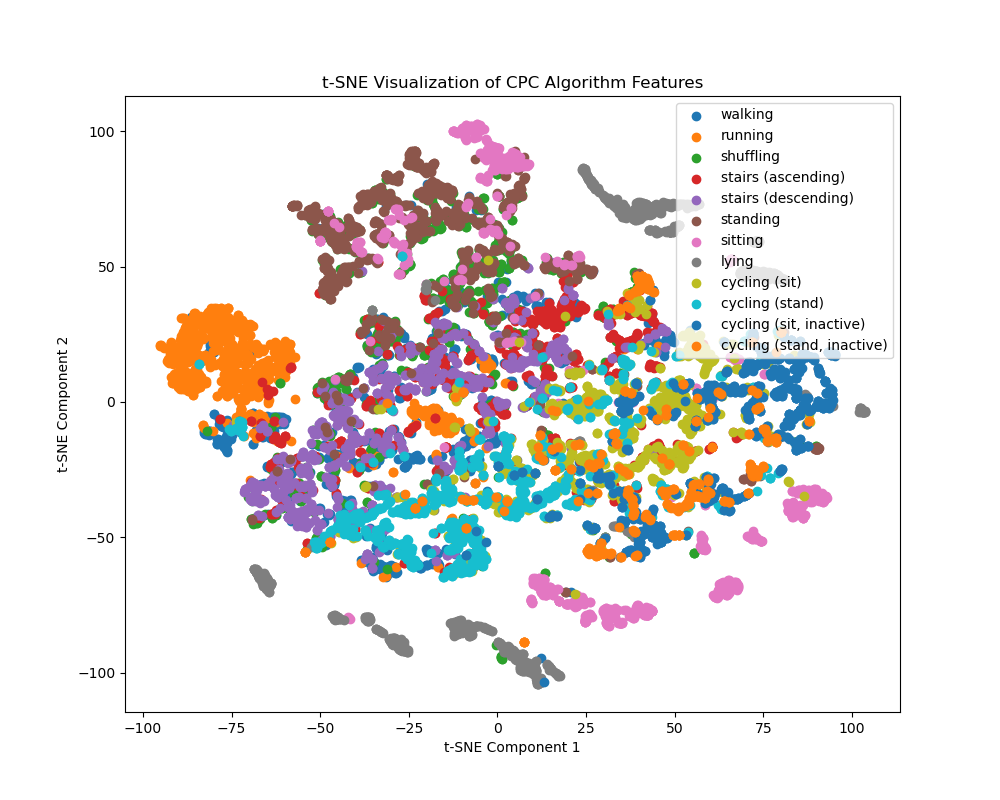 t-SNE Visualization of CPC Algorithm Features
walking
running
shuffling
stairs (ascending)
stairs (descending)
standing
sitting
lying
cycling (sit)
cycling (stand)
cycling (sit, inactive)
cycling (stand, inactive)
100
50
0
−50
−100
t-SNE Component 2
−100 −75 −50 −25 0 25 50 75 100
t-SNE Component 1